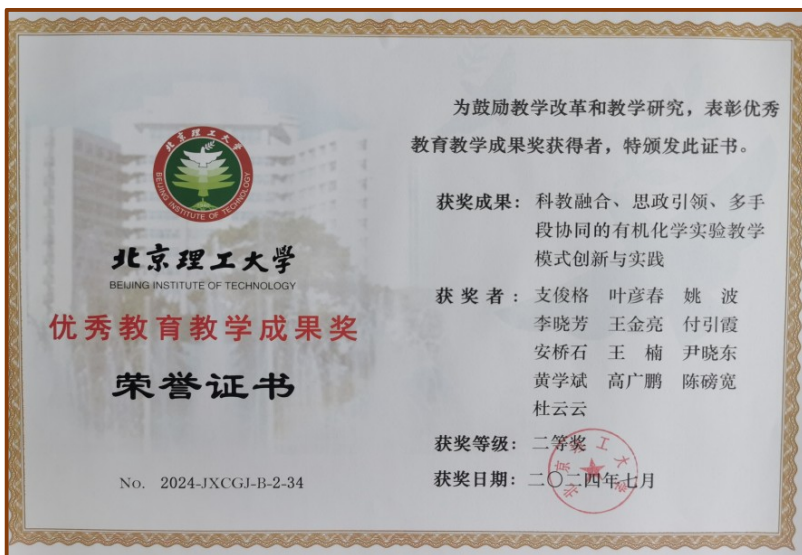 北京理工大学
BEIJING INSTITUTE OF TECHNOLOGY
北京理工大學
BEIJING INSTITUTE OF TECHNOLOGY
优秀教育教学成果奖
荣誉证书
No. 2024-JXCGJ-B-2-34
为鼓励教学改革和教学研究，表彰优秀
教育教学成果奖获得者，特颁发此证书。
获奖成果：科教融合、思政引领、多手
段协同的有机化学实验教学
模式创新与实践
获奖者：支俊格 叶彦春 姚波
李晓芳 王金亮 付引霞
安桥石 王楠 尹晓东
黄学斌 高广鹏 陈磅宽
杜云云
获奖等级：二等奖
获奖日期：二〇二四年七月
北京理工大学